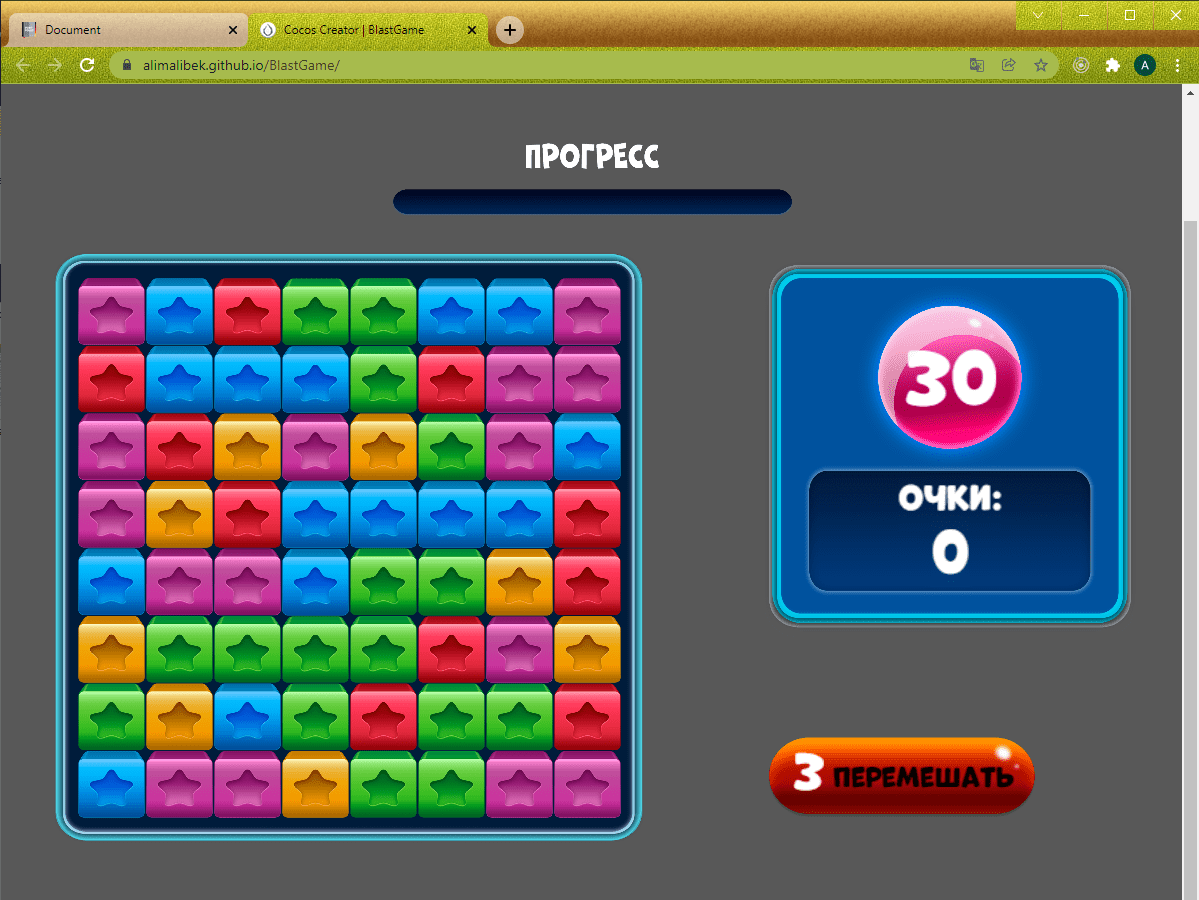 Document
Cocos Creator | BlastGame
alimalibek.github.io/BlastGame/
A
ПРОГРЕСС
30
ОЧКИ:
0
3 ПЕРЕМЕШАТЬ